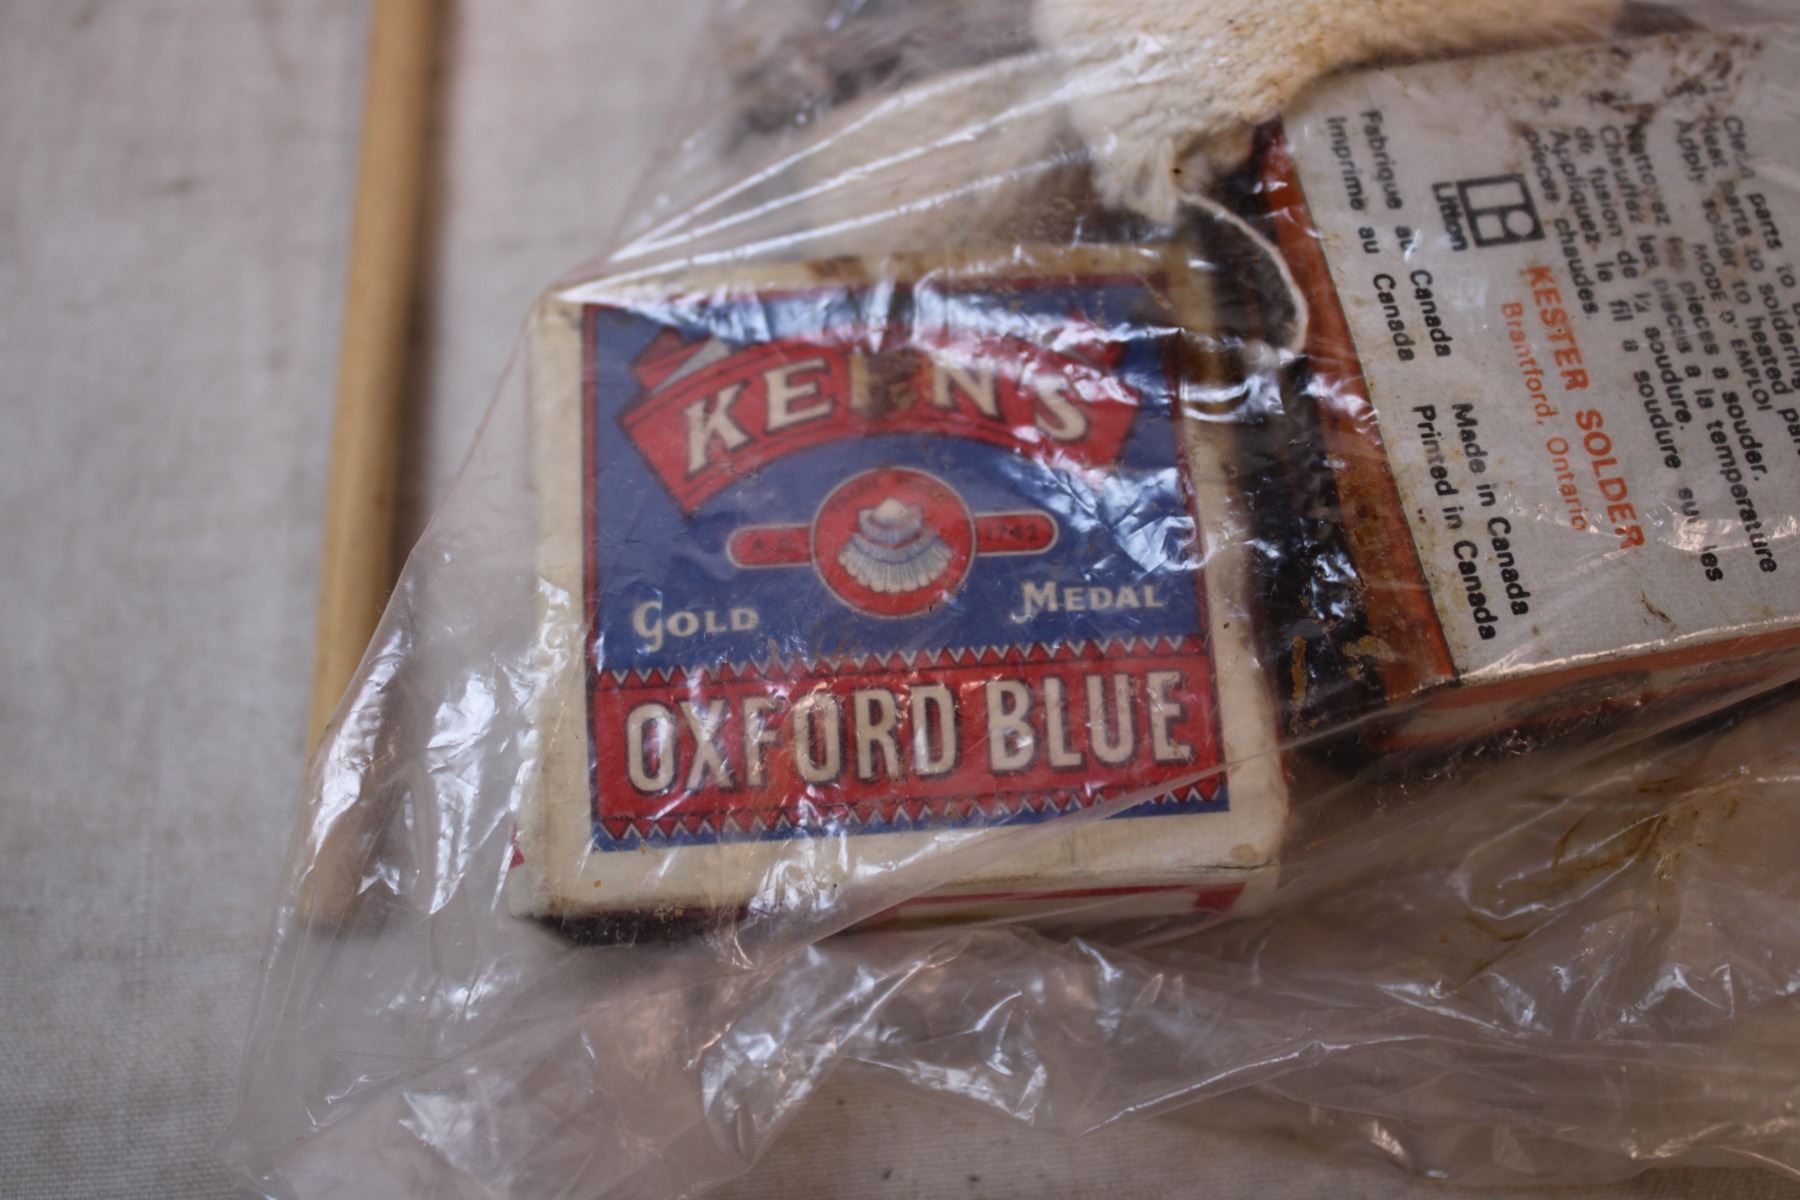 KEEN'S
TRADE MARK
1742
GOLD MEDAL
OXFORD BLUE
Clean parts to be
Heat parts to soldering
Apply solder to heated
MODE D'EMPLOI
Nettoyez les pieces a souder.
Chauffez les pieces a la temperature
de fusion de la soudure.
Appliquez le fil a soudure sur les
pieces chaudes.
KESTER SOLDER
Brantford, Ontario
Litton
Fabrique au Canada Made in Canada
imprime au Canada Printed in Canada